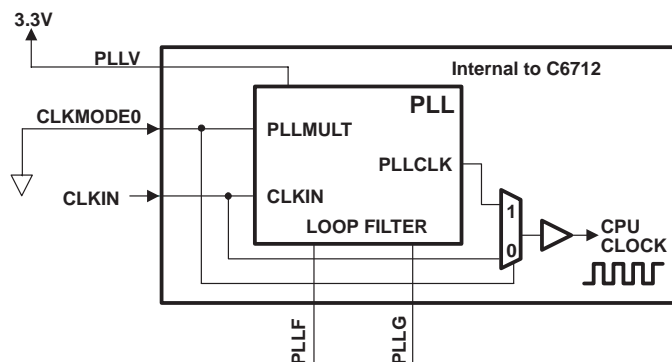 3.3V
PLLV
Internal to C6712
PLL
CLKMODE0
PLLMULT
PLLCLK
CLKIN
CLKIN
1
LOOP FILTER
0
CPU
CLOCK
PLLF
PLLG